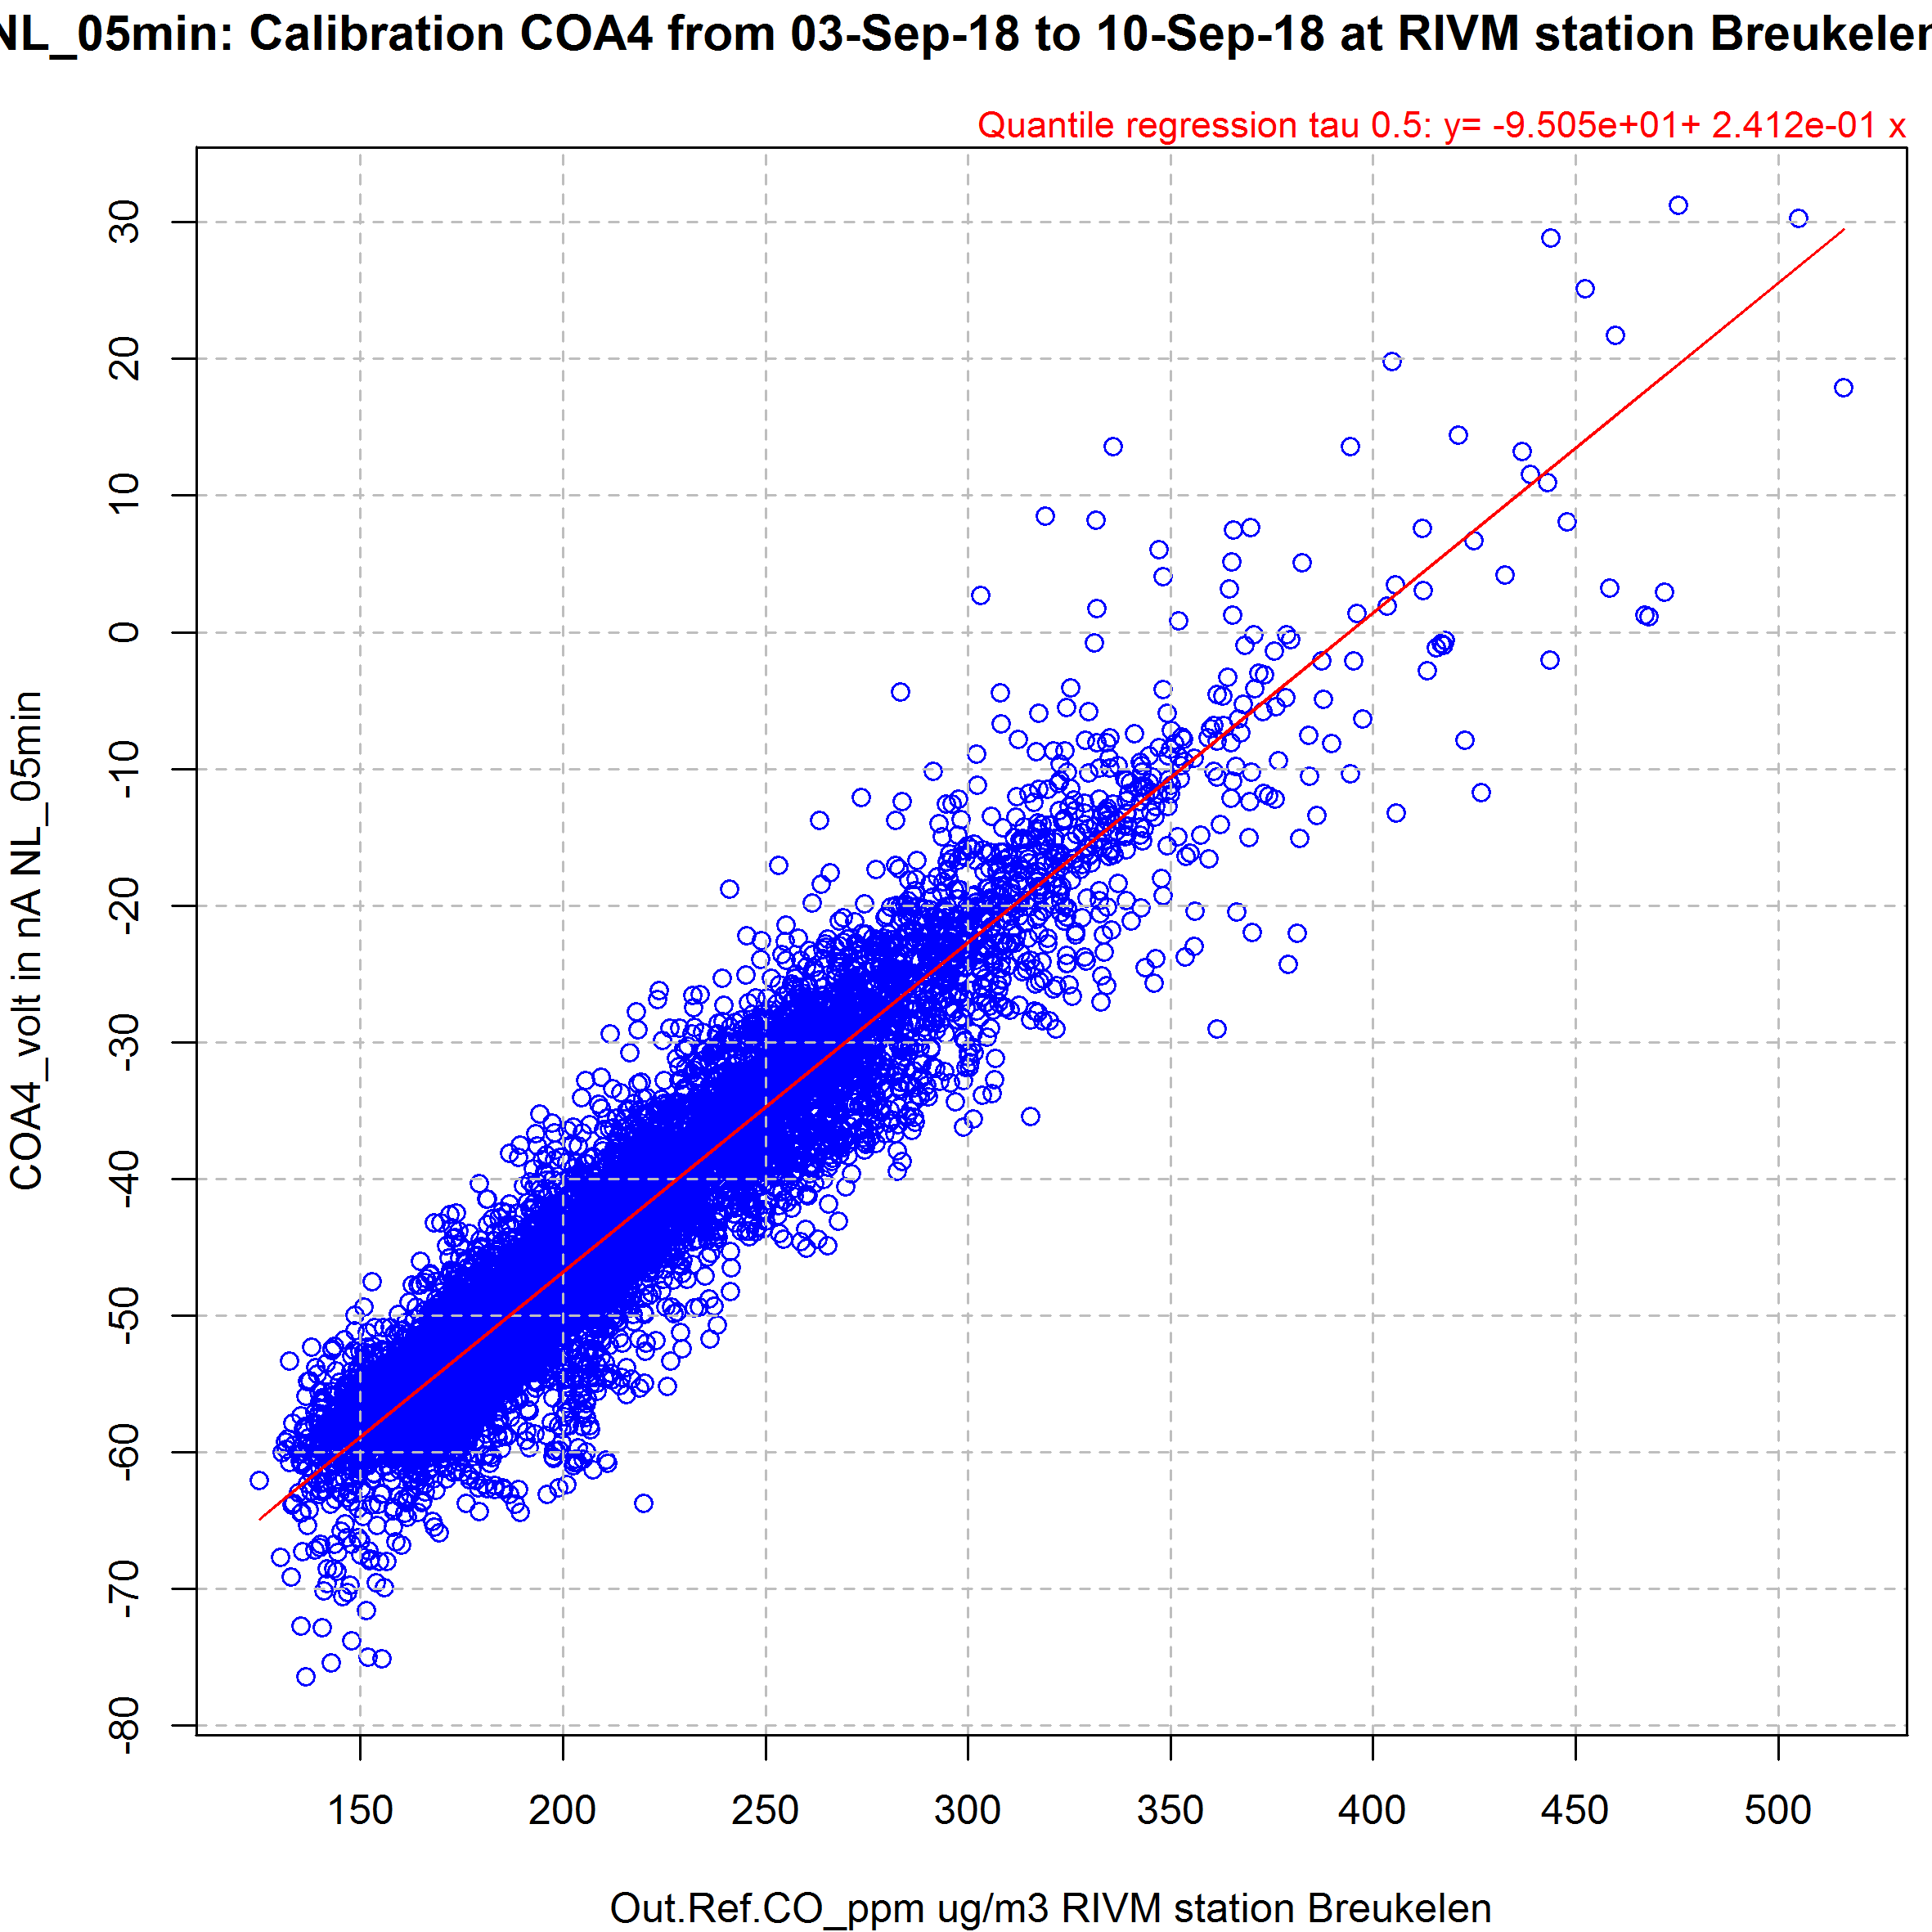 NL_05min: Calibration COA4 from 03-Sep-18 to 10-Sep-18 at RIVM station Breukelen
Quantile regression tau 0.5: y= -9.505e+01+ 2.412e-01 x
COA4_volt in nA NL_05min
30
20
10
0
-10
-20
-30
-40
-50
-60
-70
-80
150 200 250 300 350 400 450 500
Out.Ref.CO_ppm ug/m3 RIVM station Breukelen